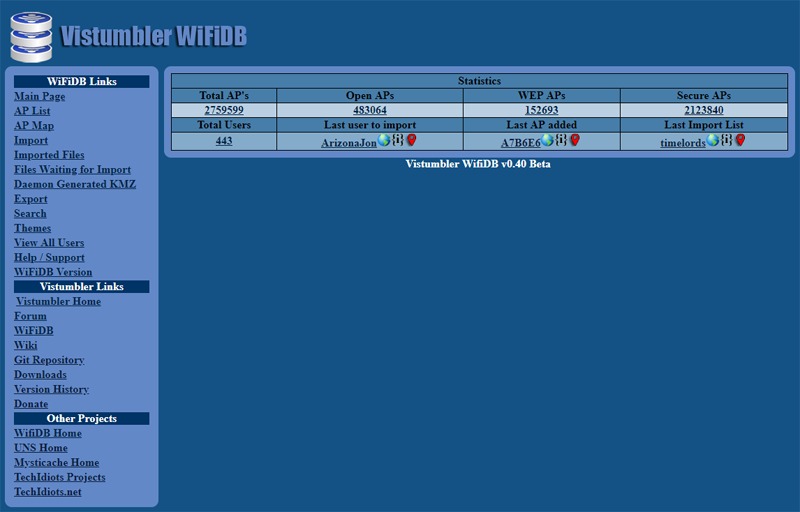 Vistumbler WiFiDB
WiFiDB Links
Main Page
AP List
AP Map
Import
Imported Files
Files Waiting for Import
Daemon Generated KMZ
Export
Search
Themes
View All Users
Help / Support
WiFiDB Version
Vistumbler Links
Vistumbler Home
Forum
WiFiDB
Wiki
Git Repository
Downloads
Version History
Donate
Other Projects
WifiDB Home
UNS Home
Mysticache Home
TechIdiots Projects
TechIdiots.net
Statistics
Total AP's Open APs WEP APs Secure APs
2759599 483064 152693 2123840
Total Users Last user to import Last AP added Last Import List
443 ArizonaJon A7B6E6 timelords
Vistumbler WifiDB v0.40 Beta